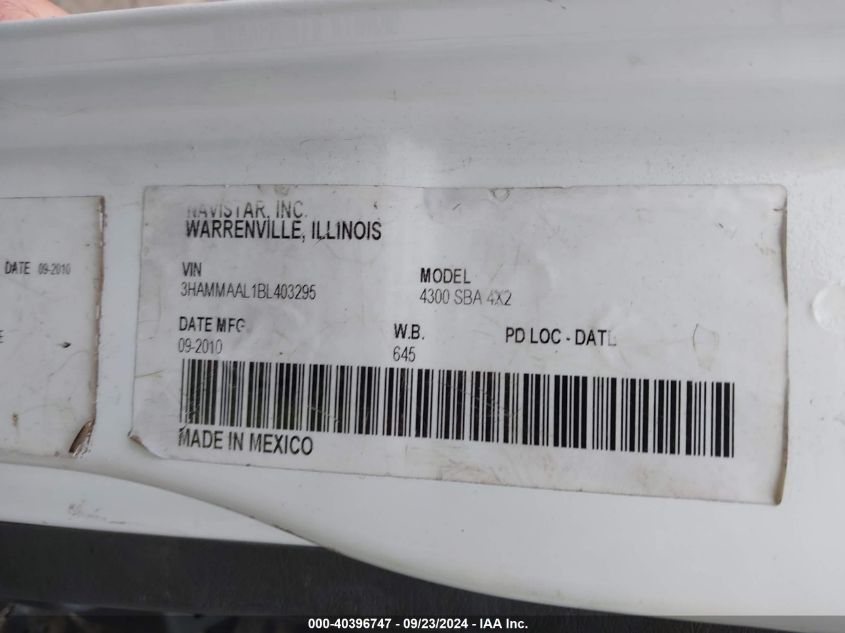 DATE 09-2010
NAVISTAR, INC.
WARRENVILLE, ILLINOIS
VIN
3HAMMAAL1BL403295
MODEL
4300 SBA 4X2
DATE MFG.
09-2010
W.B.
645
PD LOC - DATE
MADE IN MEXICO
000-40396747 - 09/23/2024 - IAA Inc.